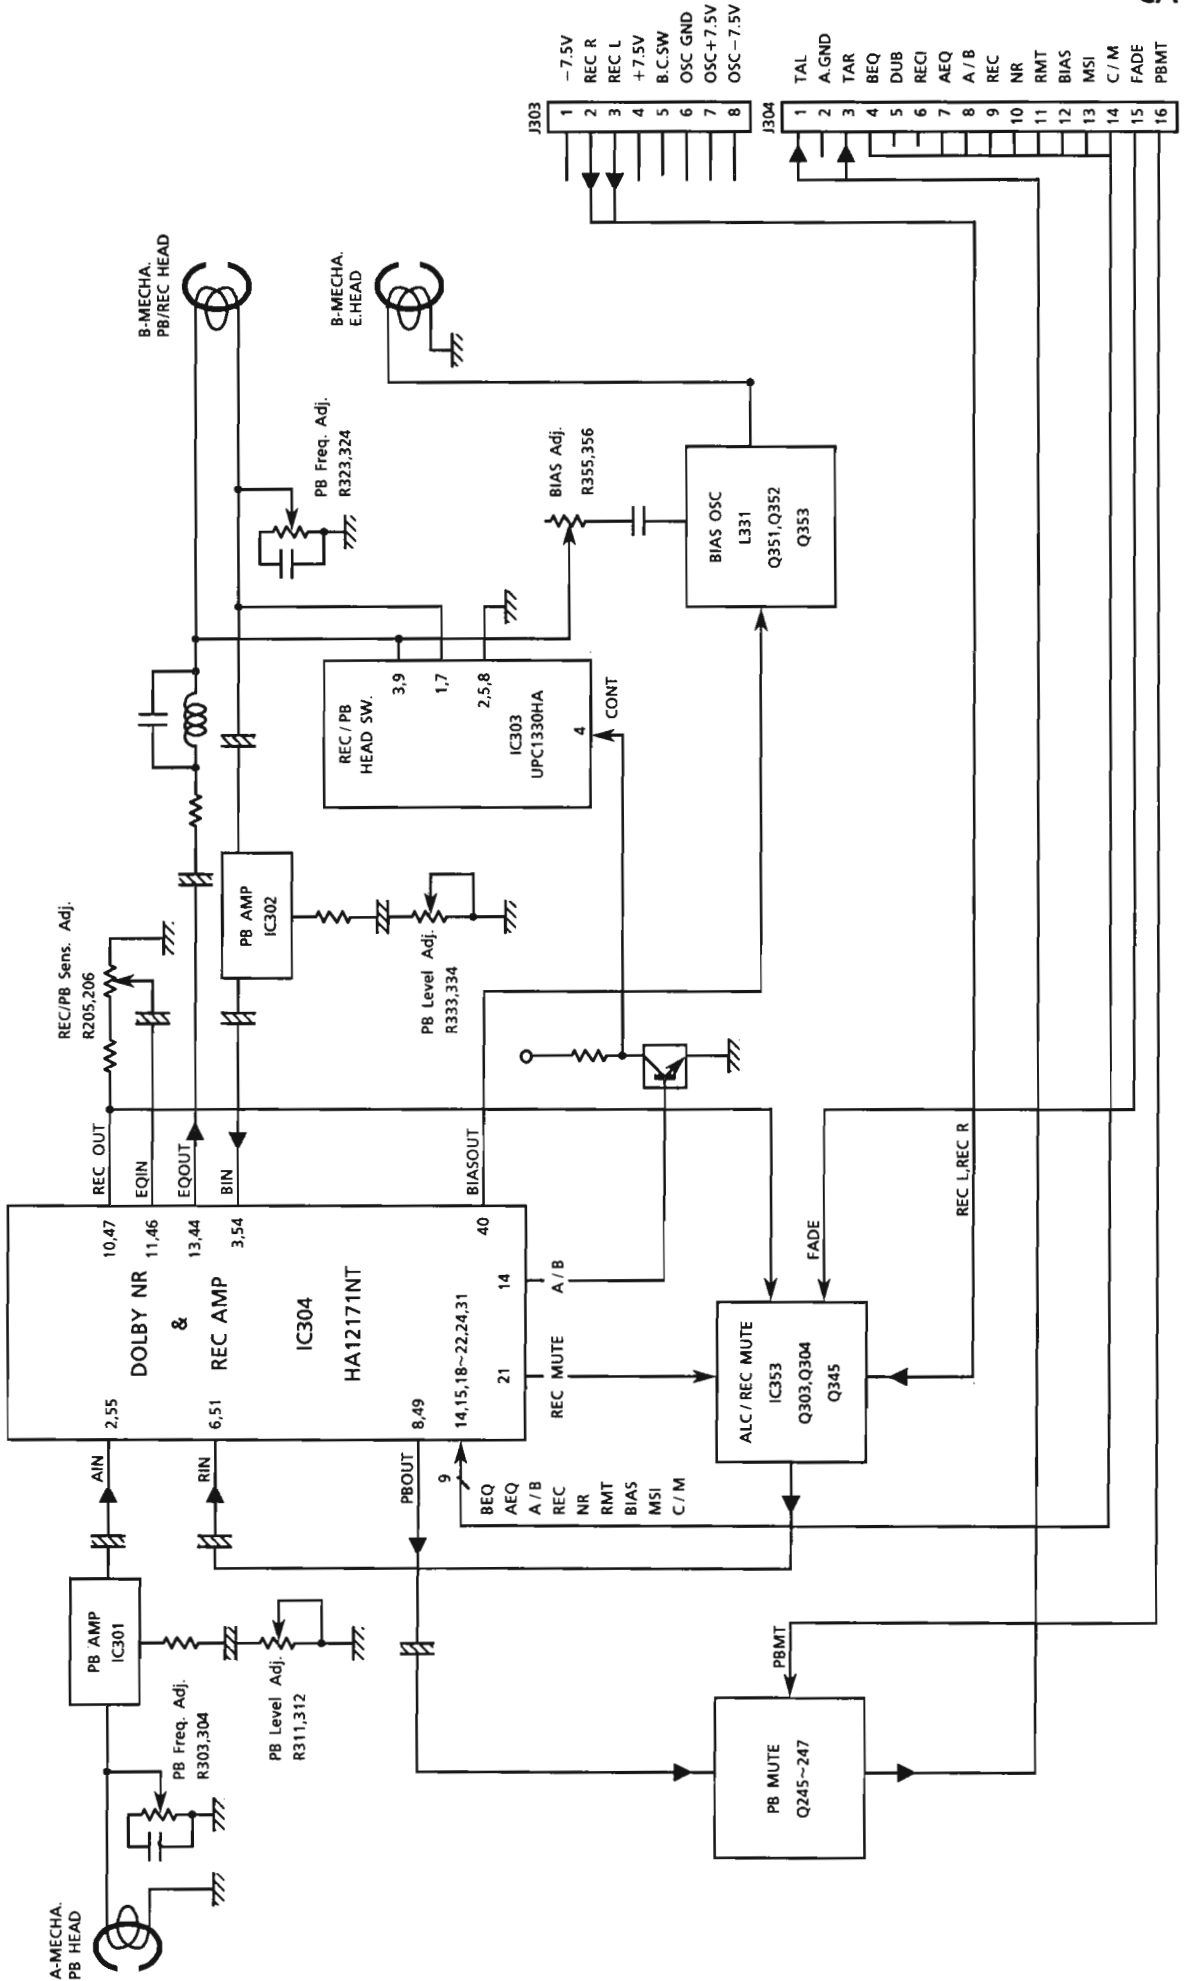 A-MECHA.
PB HEAD
PB Freq. Adj.
R303,304
PB AMP
IC301
PB Level Adj.
R311,312
AIN
RIN
PBOUT
9
BEQ
AEQ
A / B
REC
NR
RMT
BIAS
MSI
C / M
2,55
6,51
8,49
14,15,18~22,24,31
DOLBY NR
&
REC AMP
IC304
HA12171NT
10,47
11,46
13,44
3,54
40
14
21
REC OUT
EQIN
EQOUT
BIN
BIASOUT
A / B
REC MUTE
REC/PB Sens. Adj.
R205,206
PB AMP
IC302
PB Level Adj.
R333,334
REC / PB
HEAD SW.
IC303
UPC1330HA
3,9
1,7
2,5,8
4
CONT
PB Freq. Adj.
R323,324
B-MECHA.
PB/REC HEAD
B-MECHA.
E.HEAD
BIAS Adj.
R355,356
BIAS OSC
L331
Q351,Q352
Q353
ALC / REC MUTE
IC353
Q303,Q304
Q345
FADE
REC L,REC R
PBMT
PB MUTE
Q245~247
J303
1 -7.5V
2 REC R
3 REC L
4 +7.5V
5 B.C.SW
6 OSC GND
7 OSC+7.5V
8 OSC-7.5V
J304
1 TAL
2 A.GND
3 TAR
4 BEQ
5 DUB
6 RECI
7 AEQ
8 A / B
9 REC
10 NR
11 RMT
12 BIAS
13 MSI
14 C / M
15 FADE
16 PBMT